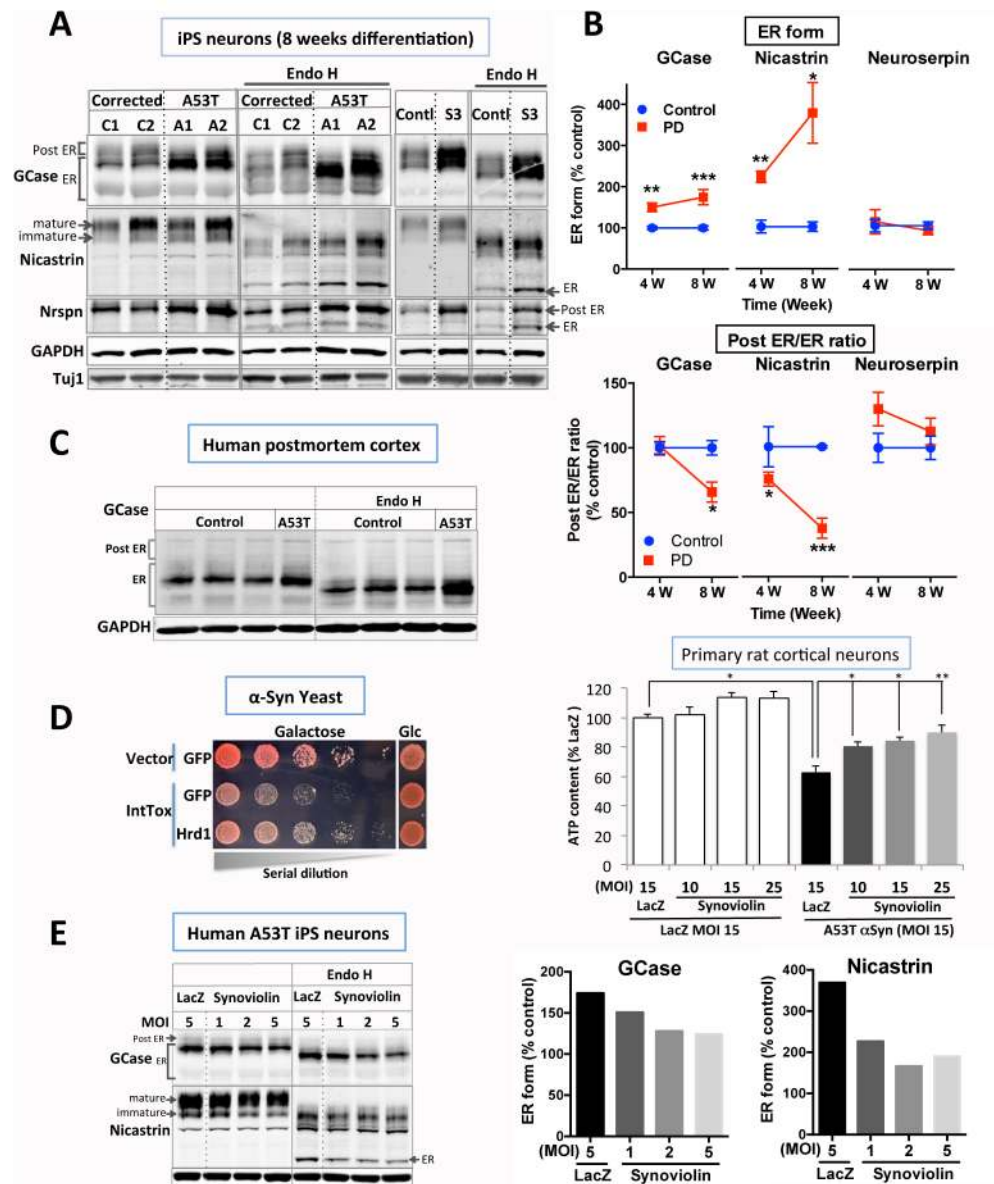 A
iPS neurons (8 weeks differentiation)
Endo H
Endo H
Corrected A53T Corrected A53T Contl S3 Contl S3
C1 C2 A1 A2 C1 C2 A1 A2
Post ER
GCase ER
mature
immature
Nicastrin
ER
Nrspn
Post ER
ER
GAPDH
Tuj1
B
ER form
GCase Nicastrin Neuroserpin
ER form (% control)
400
300
200
100
0
Control
PD
** *** ** *
4 W 8 W 4 W 8 W 4 W 8 W
Time (Week)
Post ER/ER ratio
GCase Nicastrin Neuroserpin
Post ER/ER ratio
(% control)
150
100
50
0
Control
PD
* * ***
4 W 8 W 4 W 8 W 4 W 8 W
Time (Week)
C
Human postmortem cortex
Endo H
GCase
Control A53T Control A53T
Post ER
ER
GAPDH
D
α-Syn Yeast
Galactose Glc
Vector GFP
IntTox
GFP
Hrd1
Serial dilution
Primary rat cortical neurons
* * * **
ATP content (% LacZ)
120
100
80
60
40
20
0
(MOI) 15 10 15 25 15 10 15 25
LacZ Synoviolin LacZ Synoviolin
LacZ MOI 15 A53T αSyn (MOI 15)
E
Human A53T iPS neurons
Endo H
LacZ Synoviolin LacZ Synoviolin
MOI 5 1 2 5 5 1 2 5
Post ER
GCase ER
mature
immature
Nicastrin
ER
GCase
ER form (% control)
200
150
100
50
0
(MOI) 5 1 2 5
LacZ Synoviolin
Nicastrin
ER form (% control)
400
300
200
100
0
(MOI) 5 1 2 5
LacZ Synoviolin